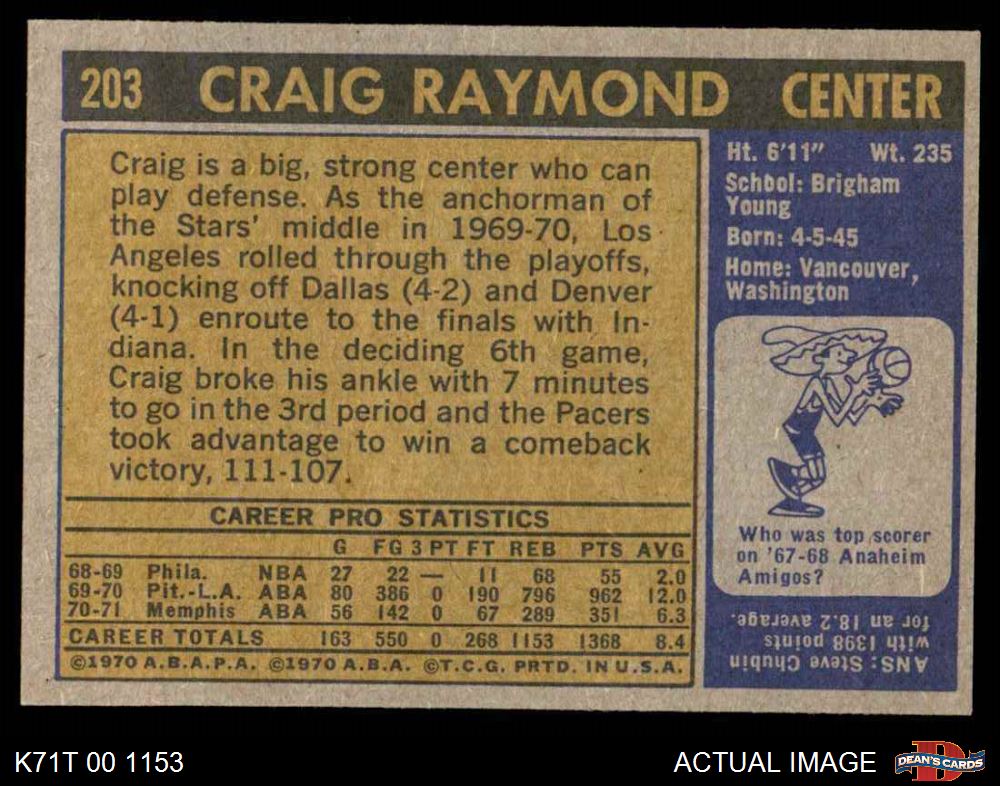 203 CRAIG RAYMOND CENTER
Craig is a big, strong center who can
play defense. As the anchorman of
the Stars' middle in 1969-70, Los
Angeles rolled through the playoffs,
knocking off Dallas (4-2) and Denver
(4-1) enroute to the finals with In-
diana. In the deciding 6th game,
Craig broke his ankle with 7 minutes
to go in the 3rd period and the Pacers
took advantage to win a comeback
victory, 111-107.
Ht. 6'11" Wt. 235
School: Brigham
Young
Born: 4-5-45
Home: Vancouver,
Washington
Who was top scorer
on '67-68 Anaheim
Amigos?
ANS: Steve Chubin
with 1398 points
for an 18.2 average.
CAREER PRO STATISTICS
G FG 3 PT FT REB PTS AVG
68-69 Phila. NBA 27 22 — 11 68 55 2.0
69-70 Pit.-L.A. ABA 80 386 0 190 796 962 12.0
70-71 Memphis ABA 56 142 0 67 289 351 6.3
CAREER TOTALS 163 550 0 268 1153 1368 8.4
©1970 A.B.A.P.A. ©1970 A.B.A. ©T.C.G. PRTD. IN U.S.A.
K71T 00 1153
ACTUAL IMAGE
D
DEAN'S CARDS